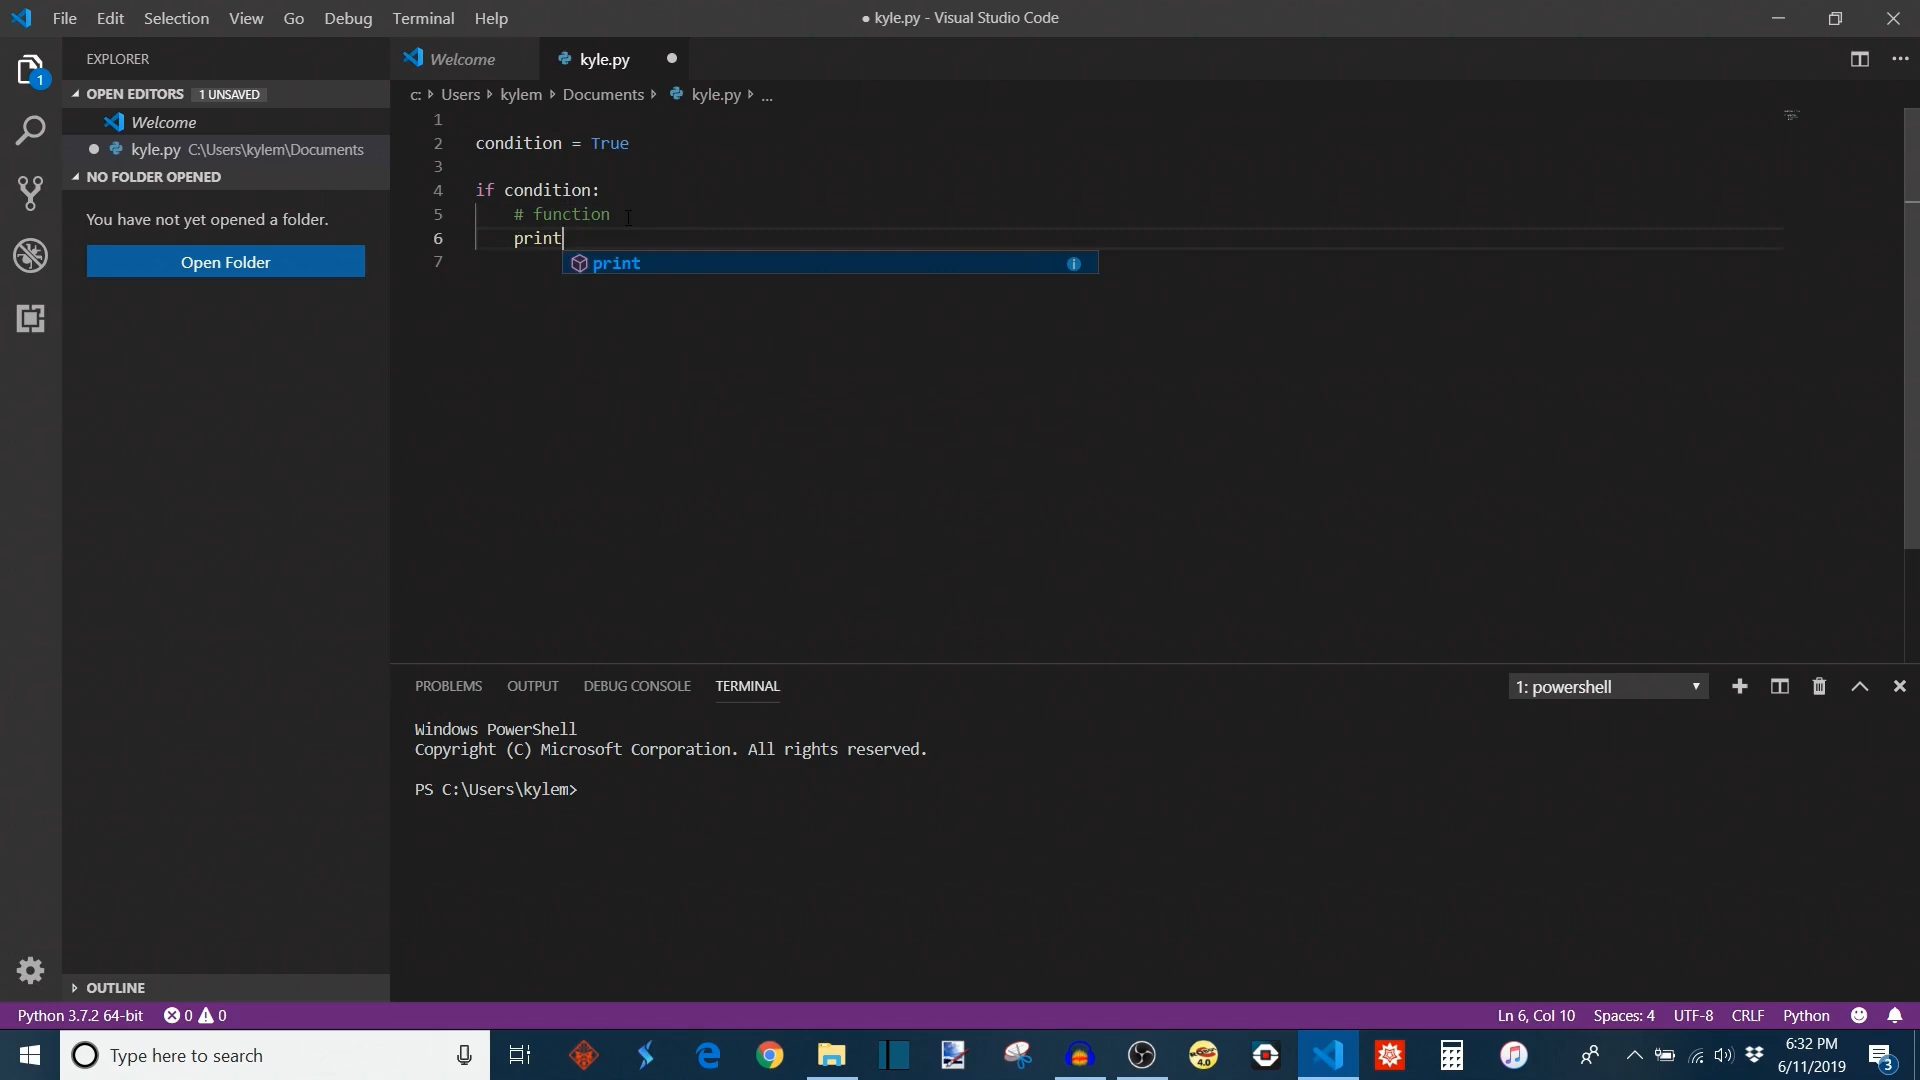 File Edit Selection View Go Debug Terminal Help
● kyle.py - Visual Studio Code
EXPLORER
Welcome
kyle.py
OPEN EDITORS 1 UNSAVED
Welcome
kyle.py C:\Users\kylem\Documents
NO FOLDER OPENED
You have not yet opened a folder.
Open Folder
1
c: Users kylem Documents kyle.py ...
1
2 condition = True
3
4 if condition:
5 # function
6 print
7
print
PROBLEMS OUTPUT DEBUG CONSOLE TERMINAL
1: powershell
Windows PowerShell
Copyright (C) Microsoft Corporation. All rights reserved.
PS C:\Users\kylem>
OUTLINE
Python 3.7.2 64-bit 0 0
Ln 6, Col 10 Spaces: 4 UTF-8 CRLF Python
Type here to search
4.0
6:32 PM
6/11/2019
3